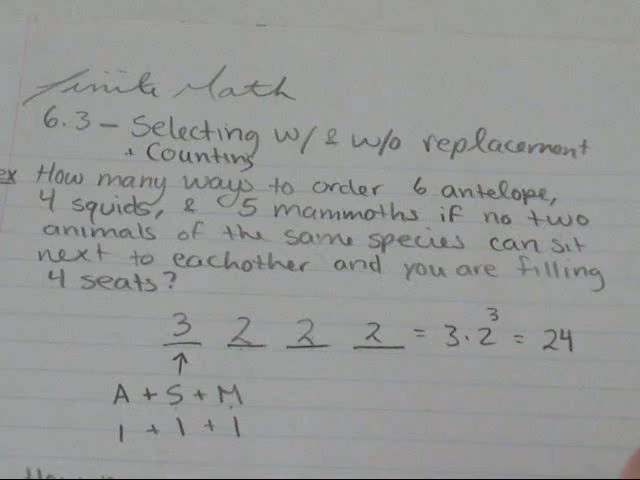 Finite Math
6.3 - Selecting w/ & w/o replacement
+ Counting
ex How many ways to order 6 antelope,
4 squids, & 5 mammoths if no two
animals of the same species can sit
next to eachother and you are filling
4 seats?
3 2 2 2 = 3·2³ = 24
↑
A + S + M
1 + 1 + 1